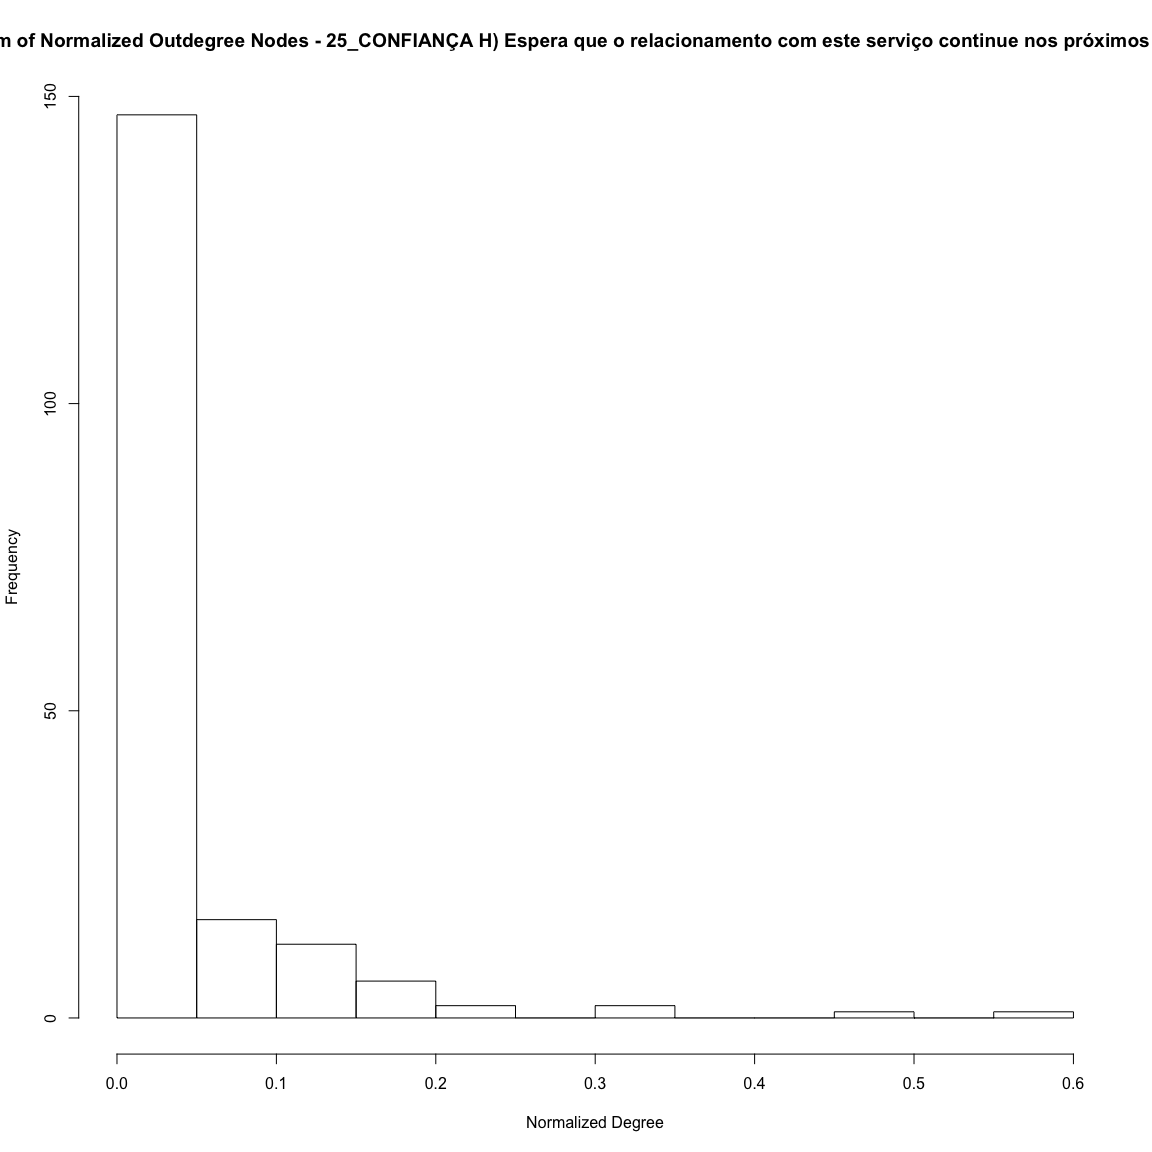 m of Normalized Outdegree Nodes - 25_CONFIANÇA H) Espera que o relacionamento com este serviço continue nos próximos
150
100
50
0
Frequency
0.0 0.1 0.2 0.3 0.4 0.5 0.6
Normalized Degree